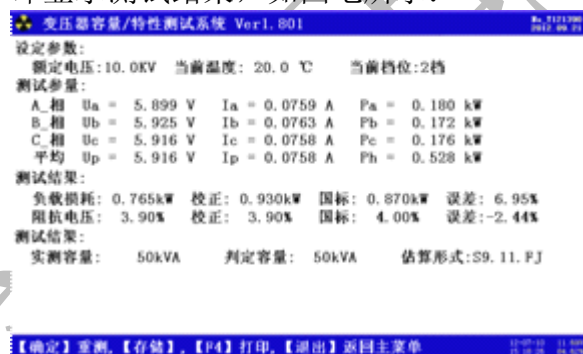 变压器容量/特性测试系统 Ver1.801
设定参数:
额定电压:10.0KV 当前温度: 20.0 ℃ 当前档位:2档
测试参量:
A_相 Ua = 5.899 V Ia = 0.0759 A Pa = 0.180 kW
B_相 Ub = 5.925 V Ib = 0.0763 A Pb = 0.172 kW
C_相 Uc = 5.916 V Ic = 0.0758 A Pc = 0.176 kW
平均 Up = 5.916 V Ip = 0.0758 A Ph = 0.528 kW
测试结果:
负载损耗: 0.765kW 校正: 0.930kW 国标: 0.870kW 误差: 6.95%
阻抗电压: 3.90% 校正: 3.90% 国标: 4.00% 误差:-2.44%
测试结果:
实测容量: 50kVA 判定容量: 50kVA 估算形式:S9.11.FJ
【确定】重测,【存储】,【F4】打印,【退出】返回主菜单